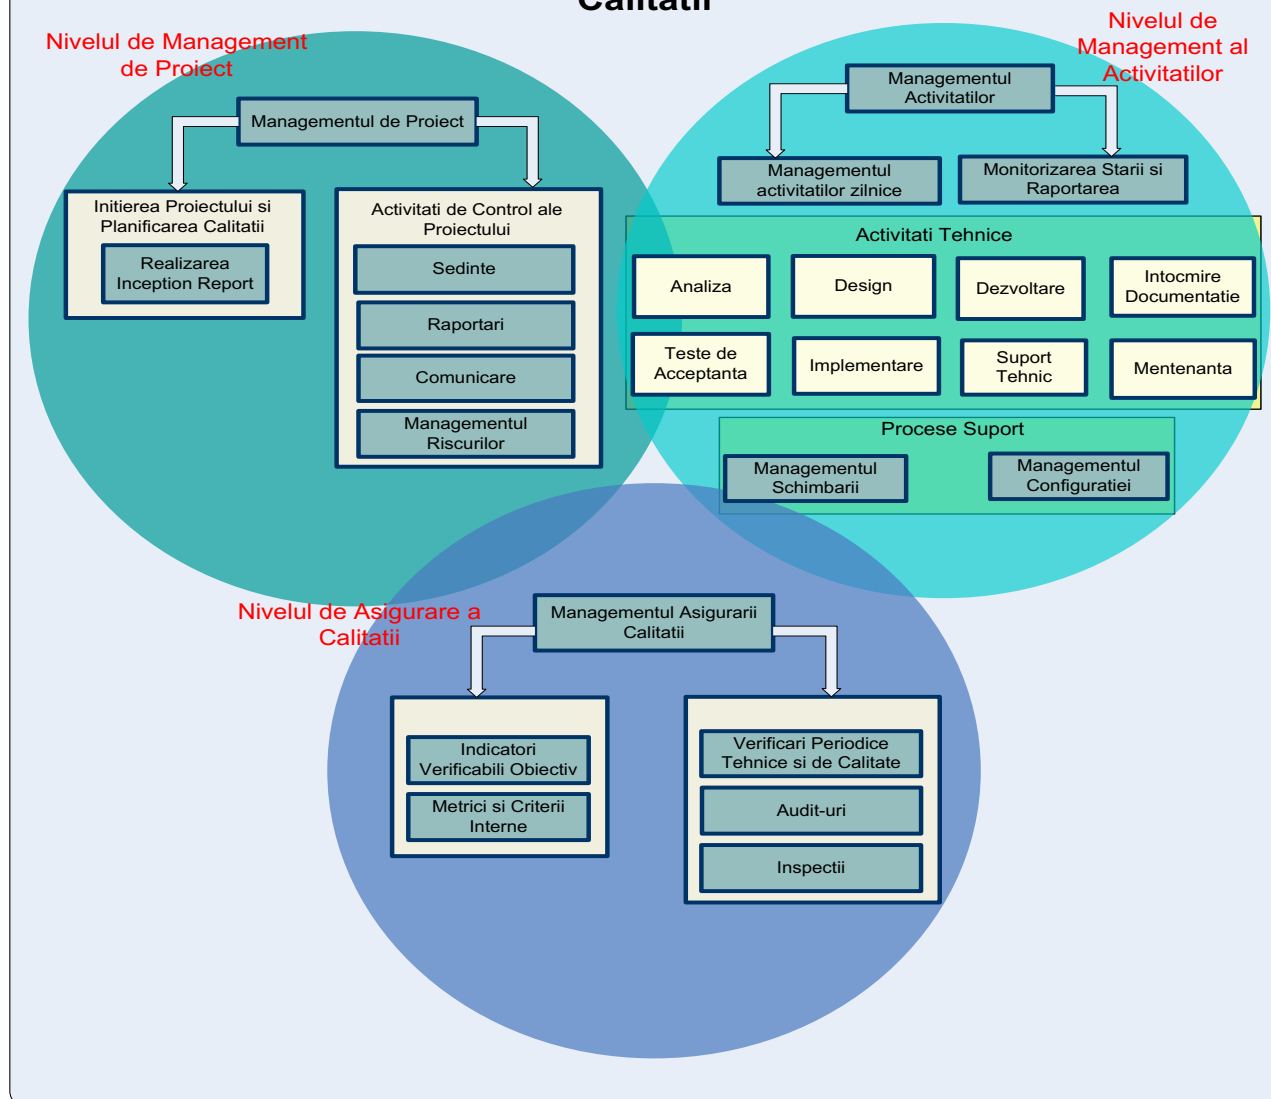 Calitatii
Nivelul de Management
de Proiect
Managementul de Proiect
Initierea Proiectului si
Planificarea Calitatii
Realizarea
Inception Report
Activitati de Control ale
Proiectului
Sedinte
Raportari
Comunicare
Managementul
Riscurilor
Nivelul de
Management al
Activitatilor
Managementul
Activitatilor
Managementul
activitatilor zilnice
Monitorizarea Starii si
Raportarea
Activitati Tehnice
Analiza
Design
Dezvoltare
Intocmire
Documentatie
Teste de
Acceptanta
Implementare
Suport
Tehnic
Mentenanta
Procese Suport
Managementul
Schimbarii
Managementul
Configuratiei
Nivelul de Asigurare a
Calitatii
Managementul Asigurarii
Calitatii
Indicatori
Verificabili Obiectiv
Metrici si Criterii
Interne
Verificari Periodice
Tehnice si de Calitate
Audit-uri
Inspectii